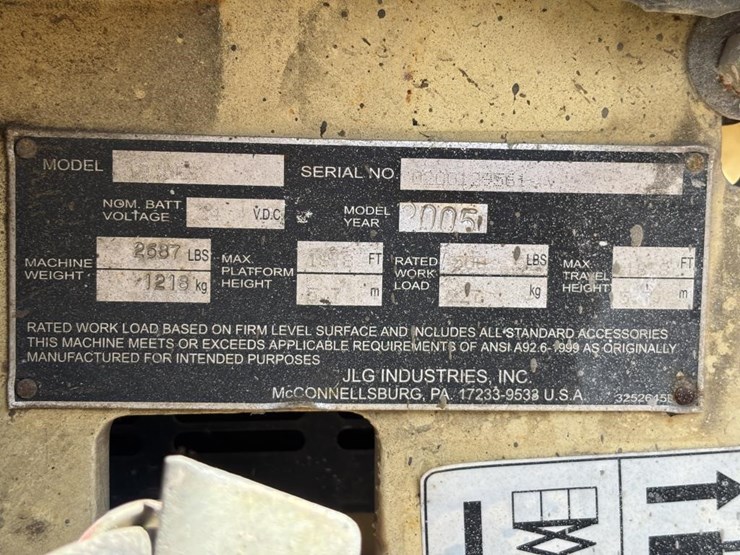 MODEL
SERIAL NO. 0200129561
NOM. BATT. VOLTAGE V.D.C.
MODEL YEAR 2005
MACHINE WEIGHT 2687 LBS
1218 kg
MAX. PLATFORM HEIGHT FT
m
RATED WORK LOAD LBS
kg
MAX. TRAVEL HEIGHT FT
m
RATED WORK LOAD BASED ON FIRM LEVEL SURFACE AND INCLUDES ALL STANDARD ACCESSORIES
THIS MACHINE MEETS OR EXCEEDS APPLICABLE REQUIREMENTS OF ANSI A92.6-1999 AS ORIGINALLY
MANUFACTURED FOR INTENDED PURPOSES
JLG INDUSTRIES, INC.
McCONNELLSBURG, PA. 17233-9533 U.S.A.